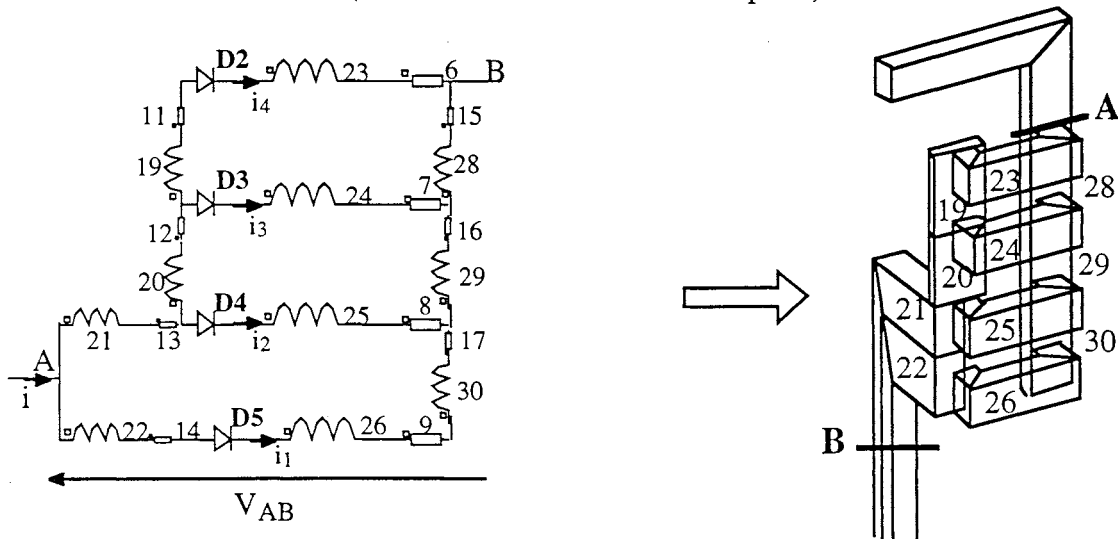 D2 23 6 B
11 i4 15
19 D3 24 7 28
12 i3 16
20 D4 25 8 29
21 13 i2 17
A 30
i D5
22 14 26 9
i1
VAB
A
23 28
19 24
20 29
21 25
22 26 30
B